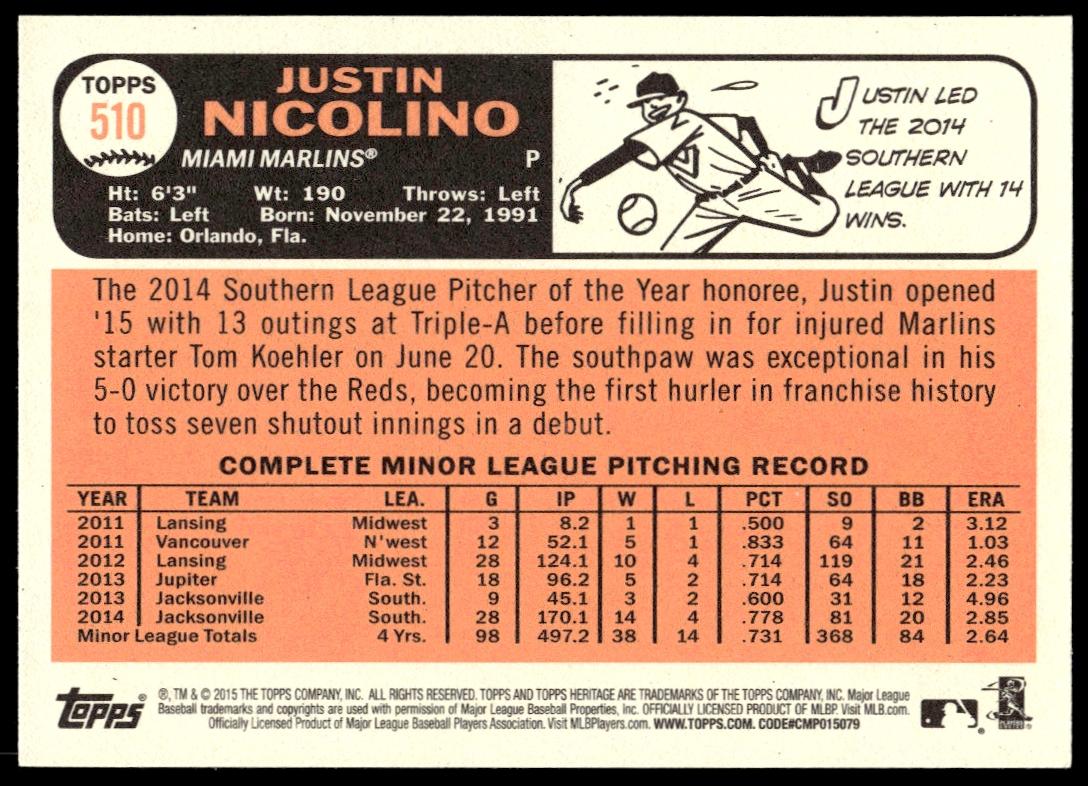 TOPPS
510
JUSTIN
NICOLINO
MIAMI MARLINS® P
Ht: 6'3" Wt: 190 Throws: Left
Bats: Left Born: November 22, 1991
Home: Orlando, Fla.
JUSTIN LED
THE 2014
SOUTHERN
LEAGUE WITH 14
WINS.
The 2014 Southern League Pitcher of the Year honoree, Justin opened
'15 with 13 outings at Triple-A before filling in for injured Marlins
starter Tom Koehler on June 20. The southpaw was exceptional in his
5-0 victory over the Reds, becoming the first hurler in franchise history
to toss seven shutout innings in a debut.
COMPLETE MINOR LEAGUE PITCHING RECORD
YEAR TEAM LEA. G IP W L PCT SO BB ERA
2011 Lansing Midwest 3 8.2 1 1 .500 9 2 3.12
2011 Vancouver N'west 12 52.1 5 1 .833 64 11 1.03
2012 Lansing Midwest 28 124.1 10 4 .714 119 21 2.46
2013 Jupiter Fla. St. 18 96.2 5 2 .714 64 18 2.23
2013 Jacksonville South. 9 45.1 3 2 .600 31 12 4.96
2014 Jacksonville South. 28 170.1 14 4 .778 81 20 2.85
Minor League Totals 4 Yrs. 98 497.2 38 14 .731 368 84 2.64
topps®
®, TM & © 2015 THE TOPPS COMPANY, INC. ALL RIGHTS RESERVED. TOPPS AND TOPPS HERITAGE ARE TRADEMARKS OF THE TOPPS COMPANY, INC. Major League
Baseball trademarks and copyrights are used with permission of Major League Baseball Properties, Inc. OFFICIALLY LICENSED PRODUCT OF MLBP. Visit MLB.com.
Officially Licensed Product of Major League Baseball Players Association. Visit MLBPlayers.com. WWW.TOPPS.COM. CODE#CMP015079